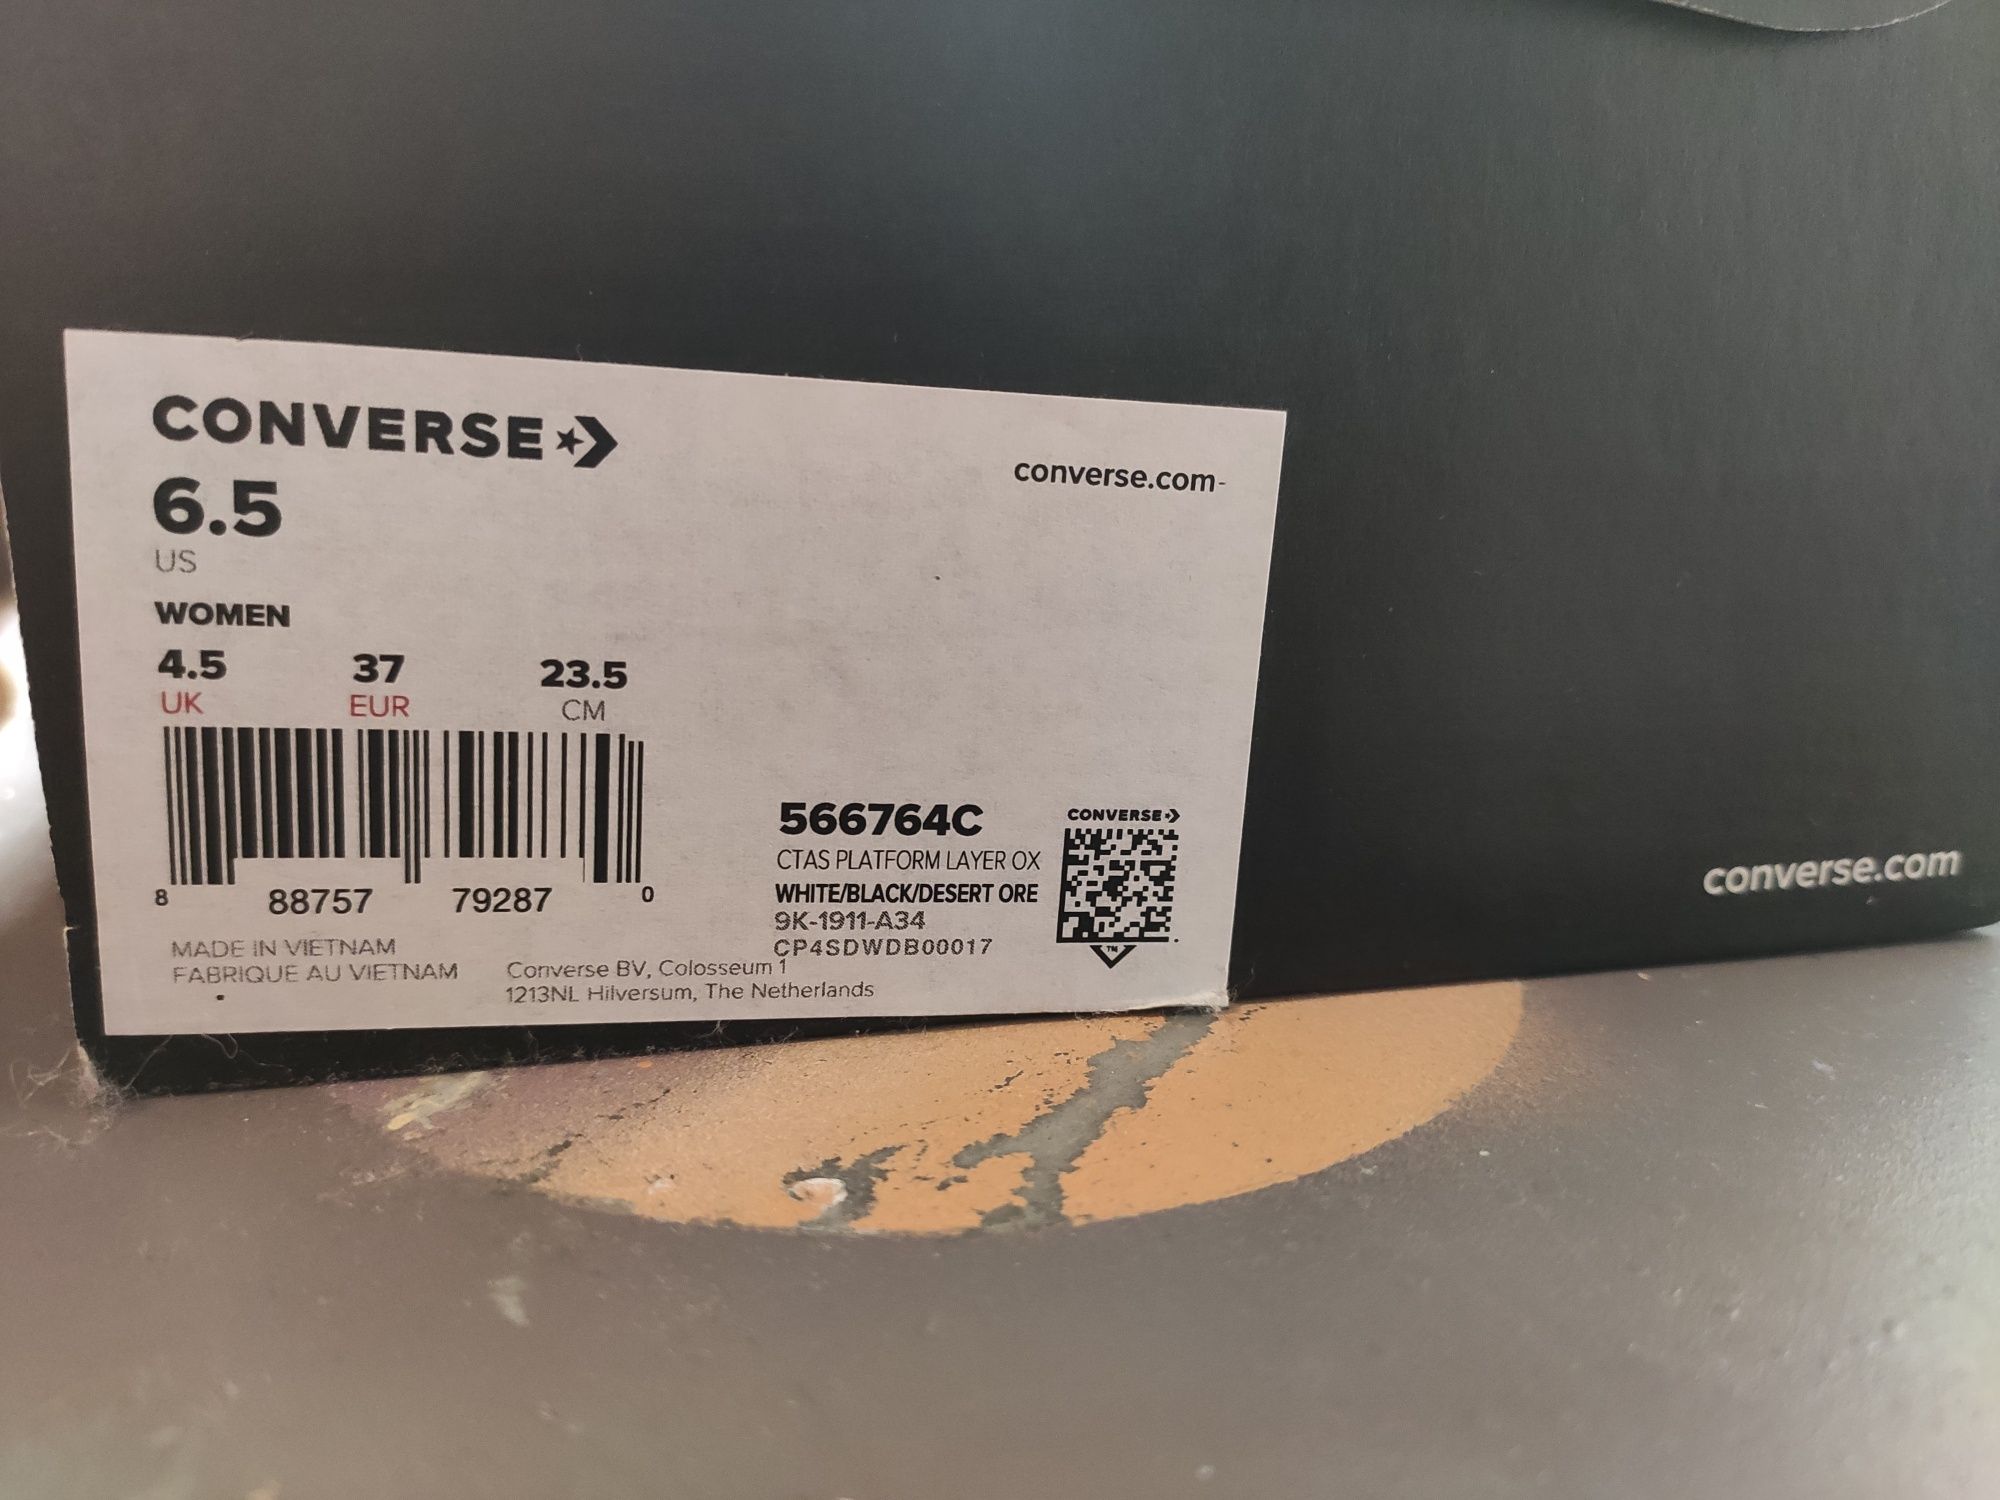 CONVERSE
converse.com-
6.5
US
WOMEN
4.5 37 23.5
UK EUR CM
8 88757 79287 0
MADE IN VIETNAM
FABRIQUE AU VIETNAM
Converse BV, Colosseum 1
1213NL Hilversum, The Netherlands
566764C
CTAS PLATFORM LAYER OX
WHITE/BLACK/DESERT ORE
9K-1911-A34
CP4SDWDB00017
CONVERSE
TM
converse.com